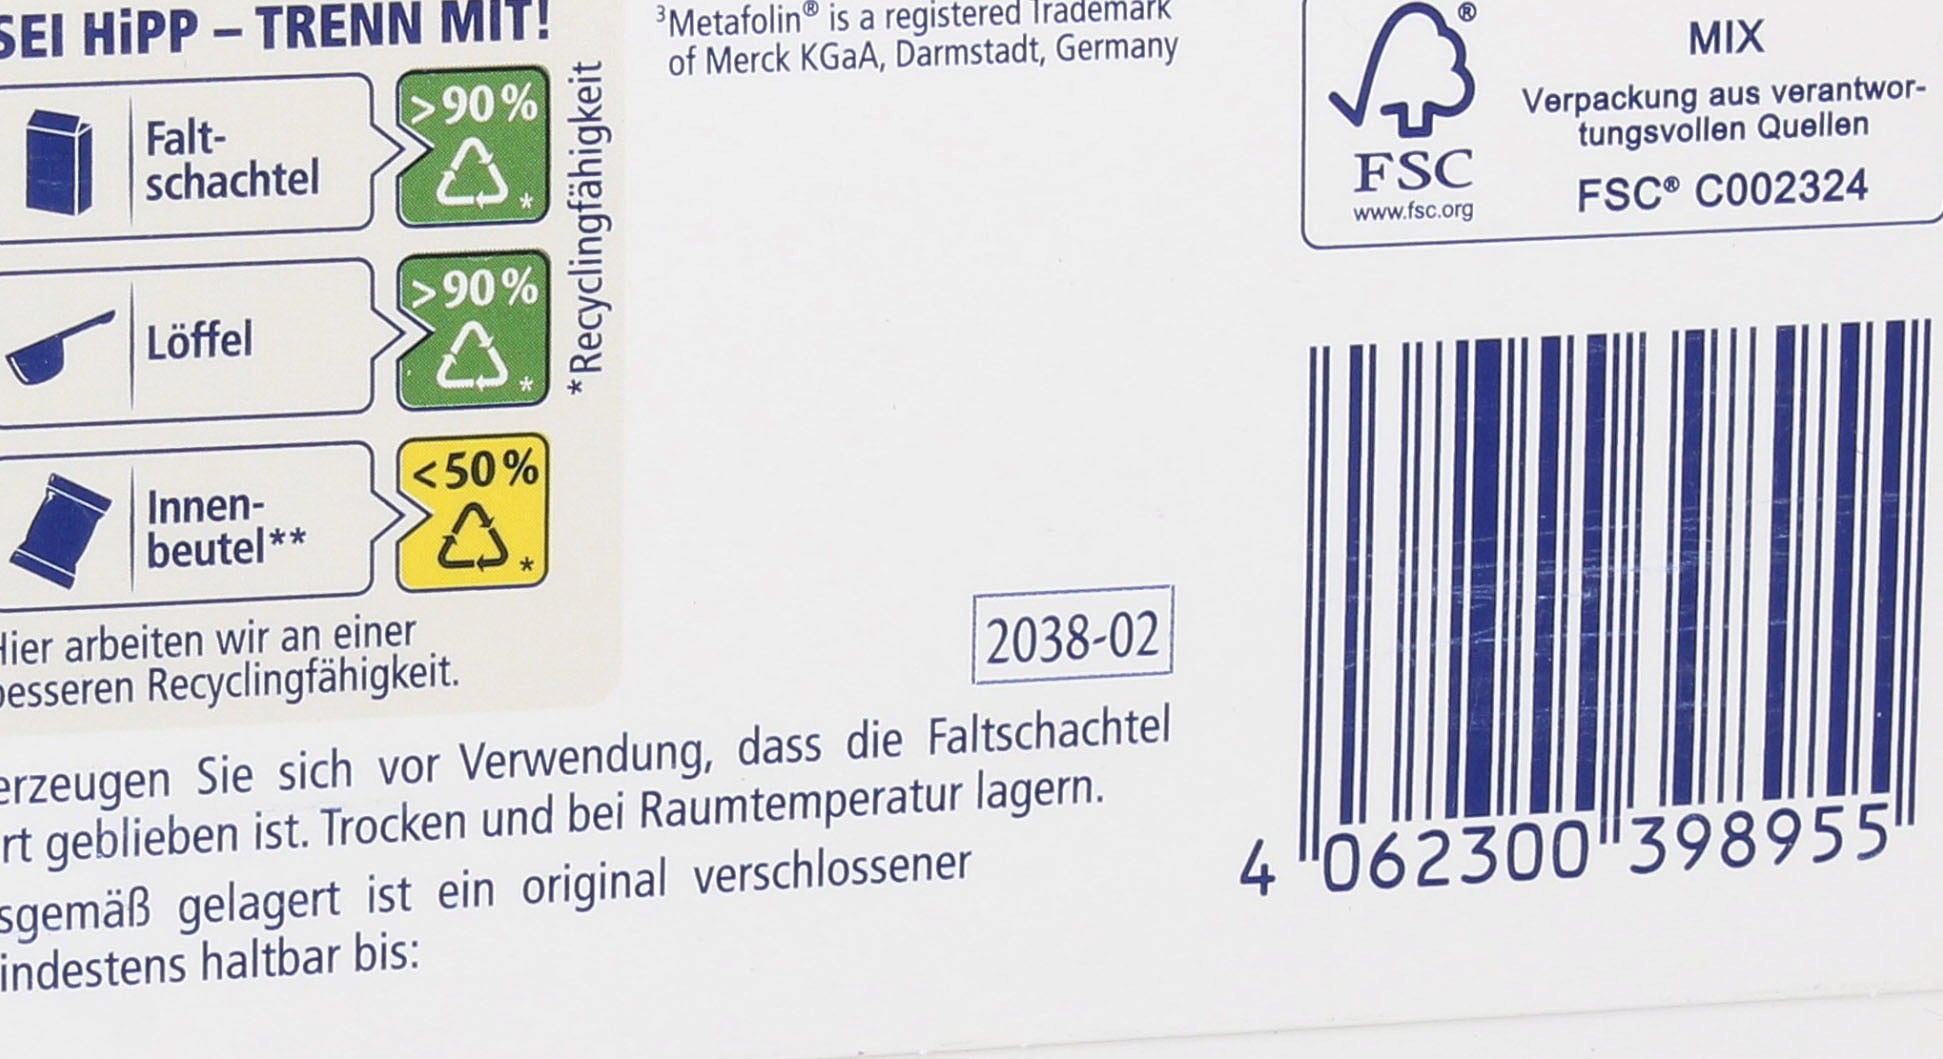 SEI HiPP – TRENN MIT!
Falt-
schachtel
>90%
*
Löffel
>90%
*
Innen-
beutel**
<50%
*
*Recyclingfähigkeit
Hier arbeiten wir an einer
besseren Recyclingfähigkeit.
³Metafolin® is a registered Trademark
of Merck KGaA, Darmstadt, Germany
®
FSC
www.fsc.org
MIX
Verpackung aus verantwor-
tungsvollen Quellen
FSC® C002324
2038-02
erzeugen Sie sich vor Verwendung, dass die Faltschachtel
rt geblieben ist. Trocken und bei Raumtemperatur lagern.
sgemäß gelagert ist ein original verschlossener
indestens haltbar bis:
4 062300 398955